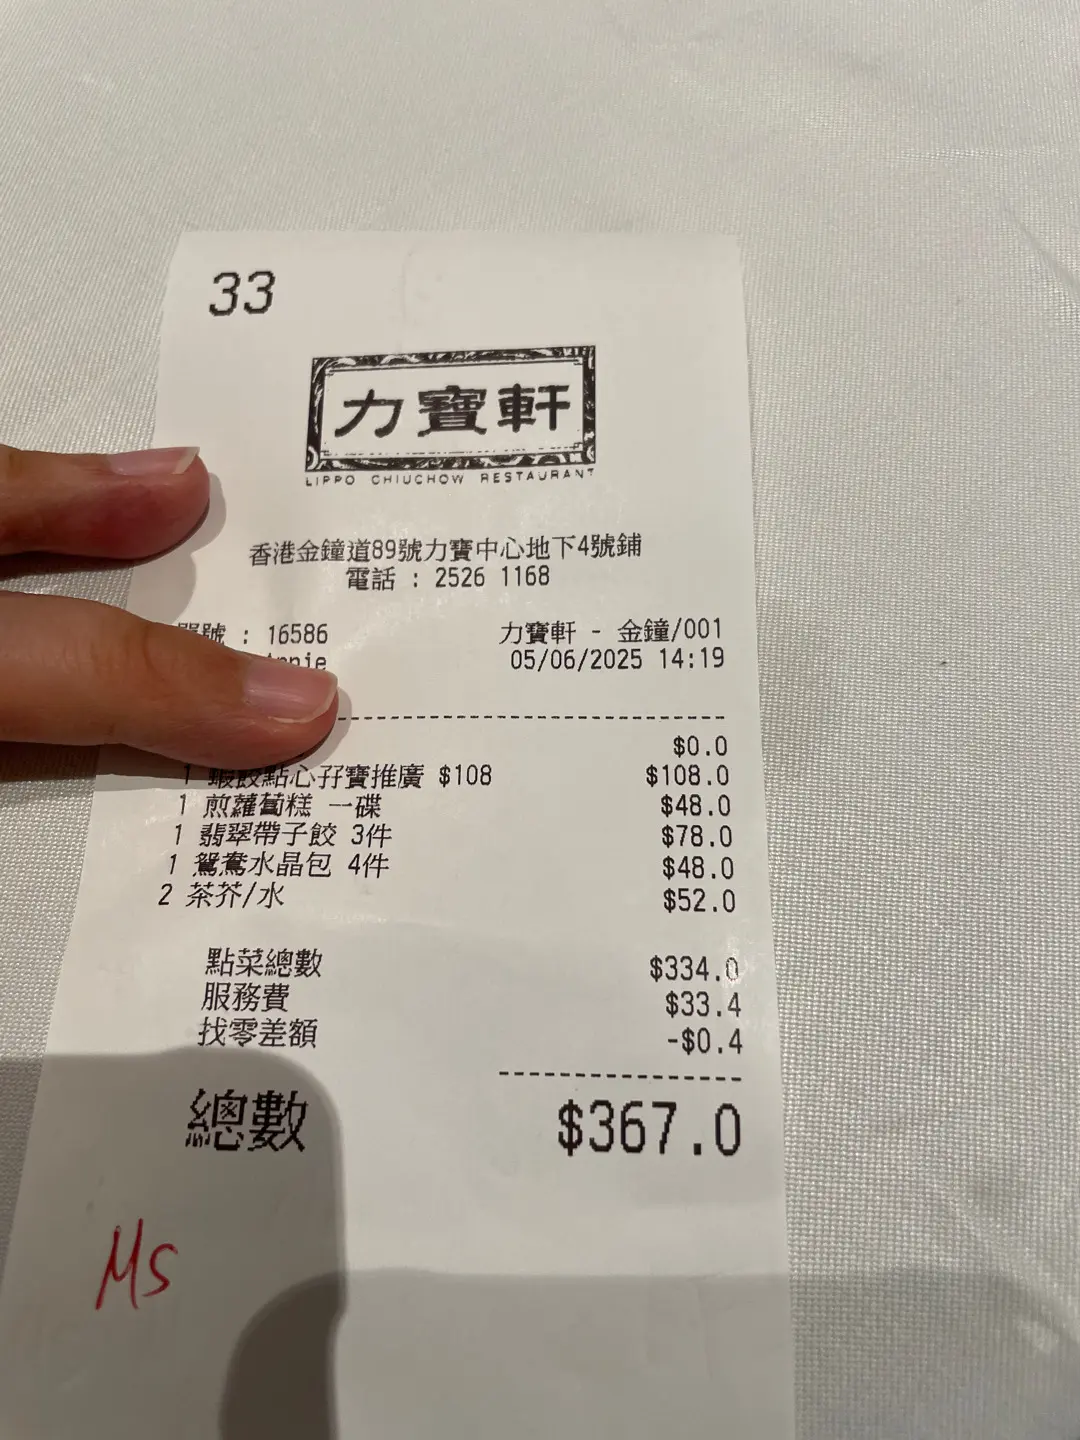 33
力寶軒
LIPPO CHIUCHOW RESTAURANT
香港金鐘道89號力寶中心地下4號鋪
電話 : 2526 1168
單號 : 16586 力寶軒 - 金鐘/001
05/06/2025 14:19
$0.0
1 蝦餃點心孖寶推廣 $108 $108.0
1 煎蘿蔔糕 一碟 $48.0
1 翡翠帶子餃 3件 $78.0
1 鴛鴦水晶包 4件 $48.0
2 茶芥/水 $52.0
點菜總數 $334.0
服務費 $33.4
找零差額 -$0.4
總數 $367.0
Ms